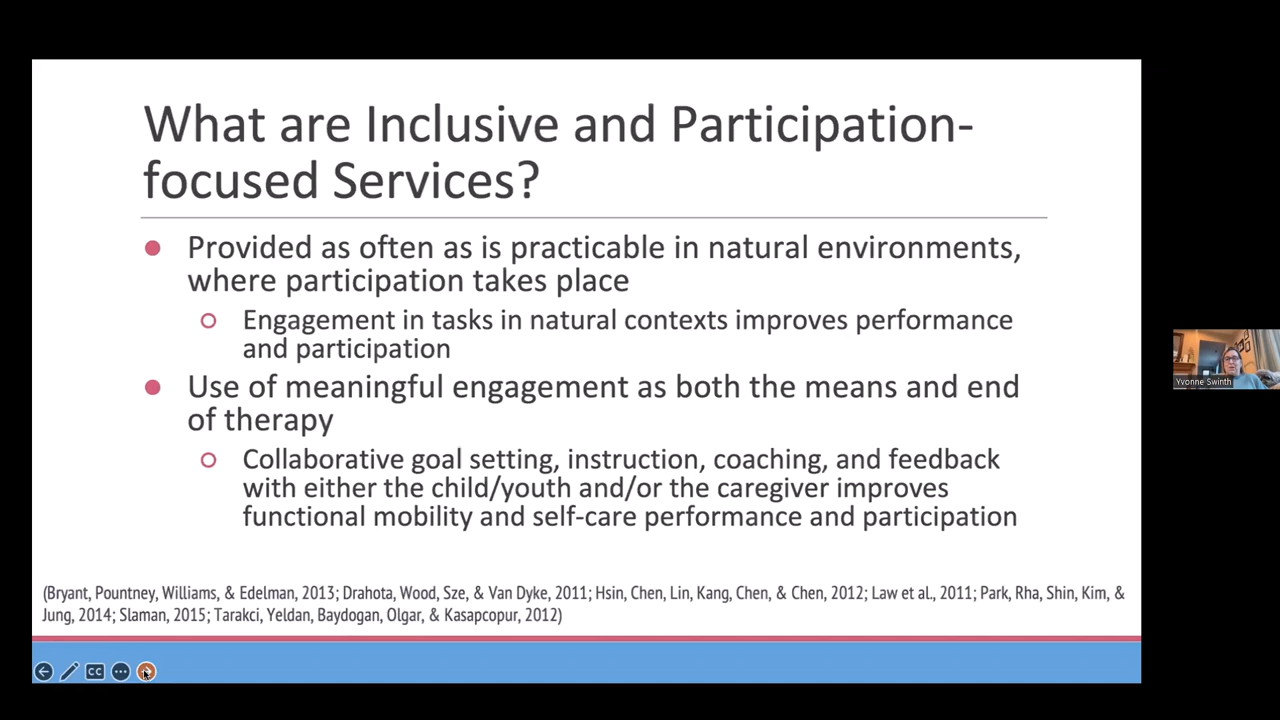 What are Inclusive and Participation-
focused Services?
Provided as often as is practicable in natural environments,
where participation takes place
Engagement in tasks in natural contexts improves performance
and participation
Use of meaningful engagement as both the means and end
of therapy
Collaborative goal setting, instruction, coaching, and feedback
with either the child/youth and/or the caregiver improves
functional mobility and self-care performance and participation
(Bryant, Pountney, Williams, & Edelman, 2013; Drahota, Wood, Sze, & Van Dyke, 2011; Hsin, Chen, Lin, Kang, Chen, & Chen, 2012; Law et al., 2011; Park, Rha, Shin, Kim, &
Jung, 2014; Slaman, 2015; Tarakci, Yeldan, Baydogan, Olgar, & Kasapcopur, 2012)
CC
Yvonne Swinth